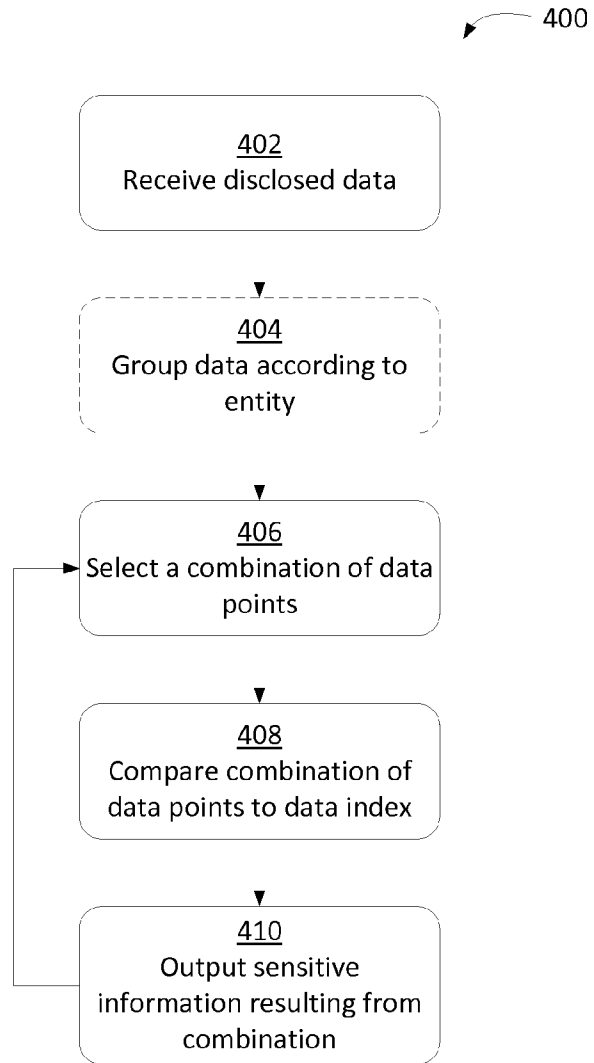 400
402
Receive disclosed data
404
Group data according to
entity
406
Select a combination of data
points
408
Compare combination of
data points to data index
410
Output sensitive
information resulting from
combination